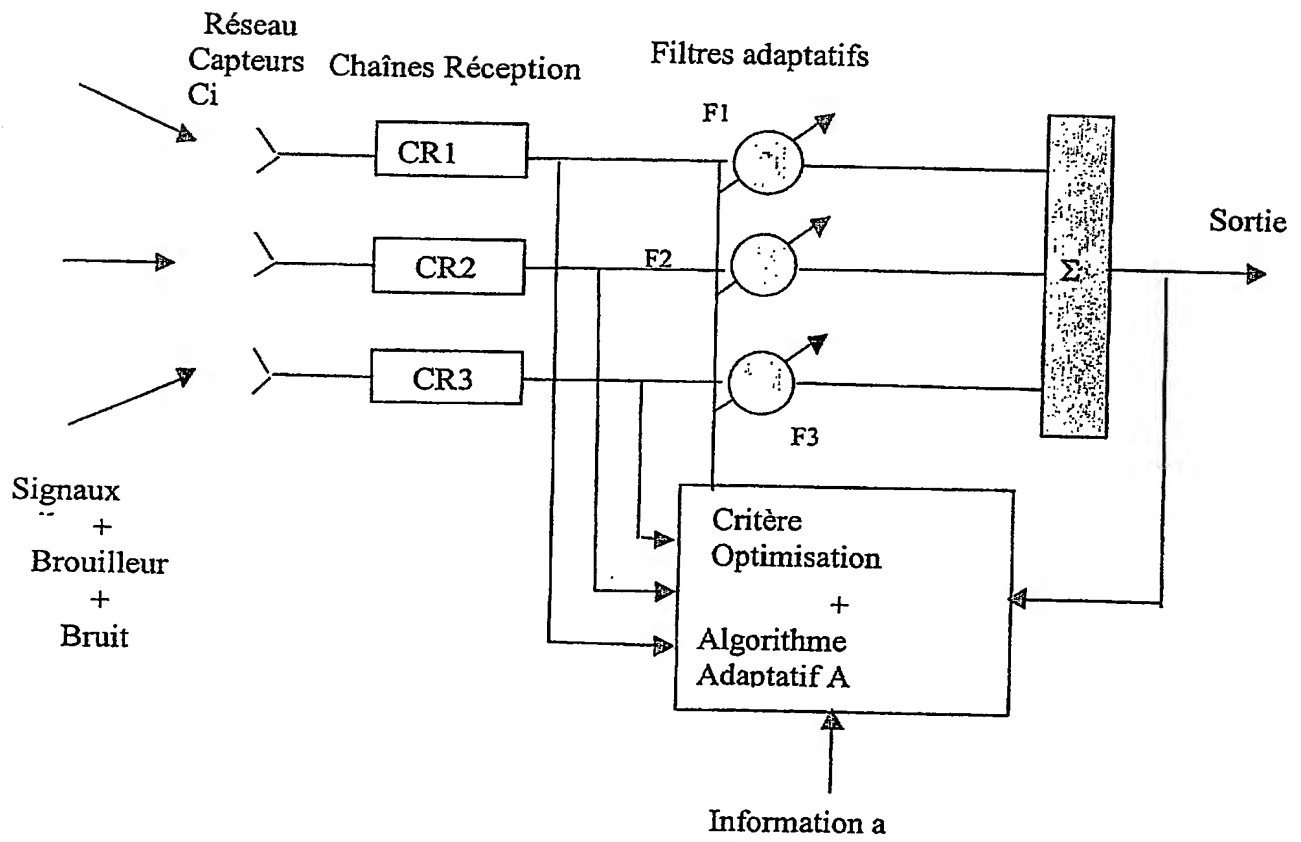 Réseau
Capteurs
Ci
Chaînes Réception
Filtres adaptatifs
F1
CR1
Sortie
CR2
F2
Σ
CR3
F3
Signaux
+
Brouilleur
+
Bruit
Critère
Optimisation
+
Algorithme
Adaptatif A
Information a